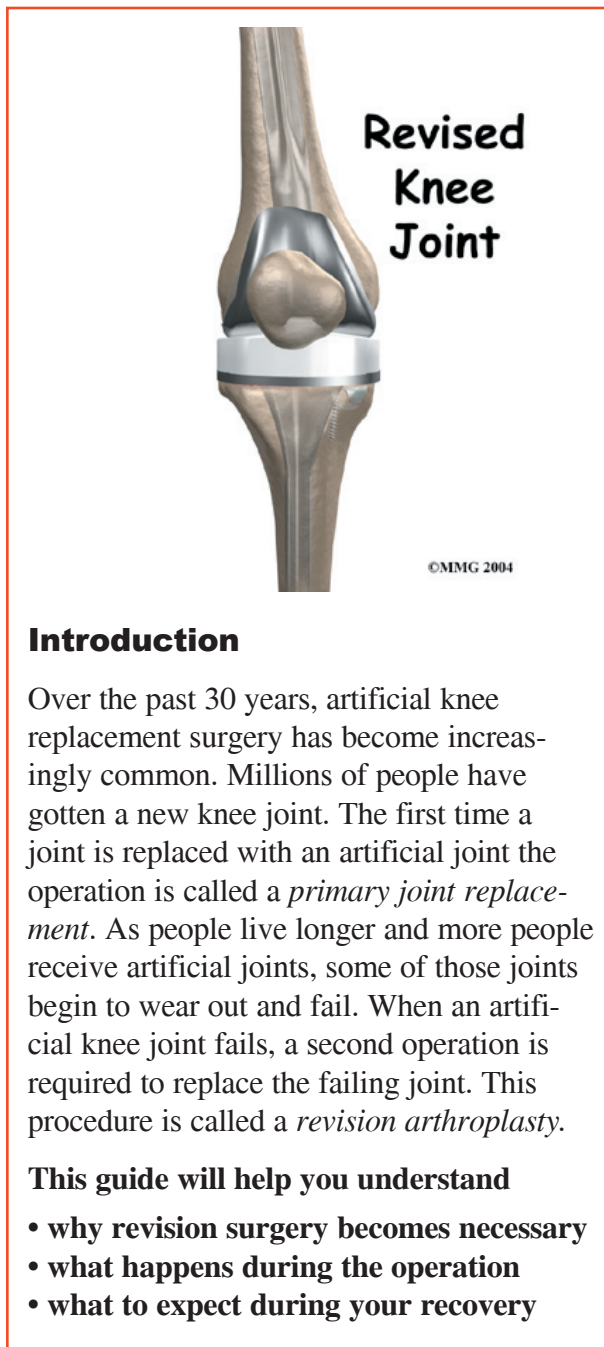 Revised
Knee
Joint
©MMG 2004
Introduction
Over the past 30 years, artificial knee
replacement surgery has become increas-
ingly common. Millions of people have
gotten a new knee joint. The first time a
joint is replaced with an artificial joint the
operation is called a primary joint replace-
ment. As people live longer and more people
receive artificial joints, some of those joints
begin to wear out and fail. When an artifi-
cial knee joint fails, a second operation is
required to replace the failing joint. This
procedure is called a revision arthroplasty.
This guide will help you understand
• why revision surgery becomes necessary
• what happens during the operation
• what to expect during your recovery